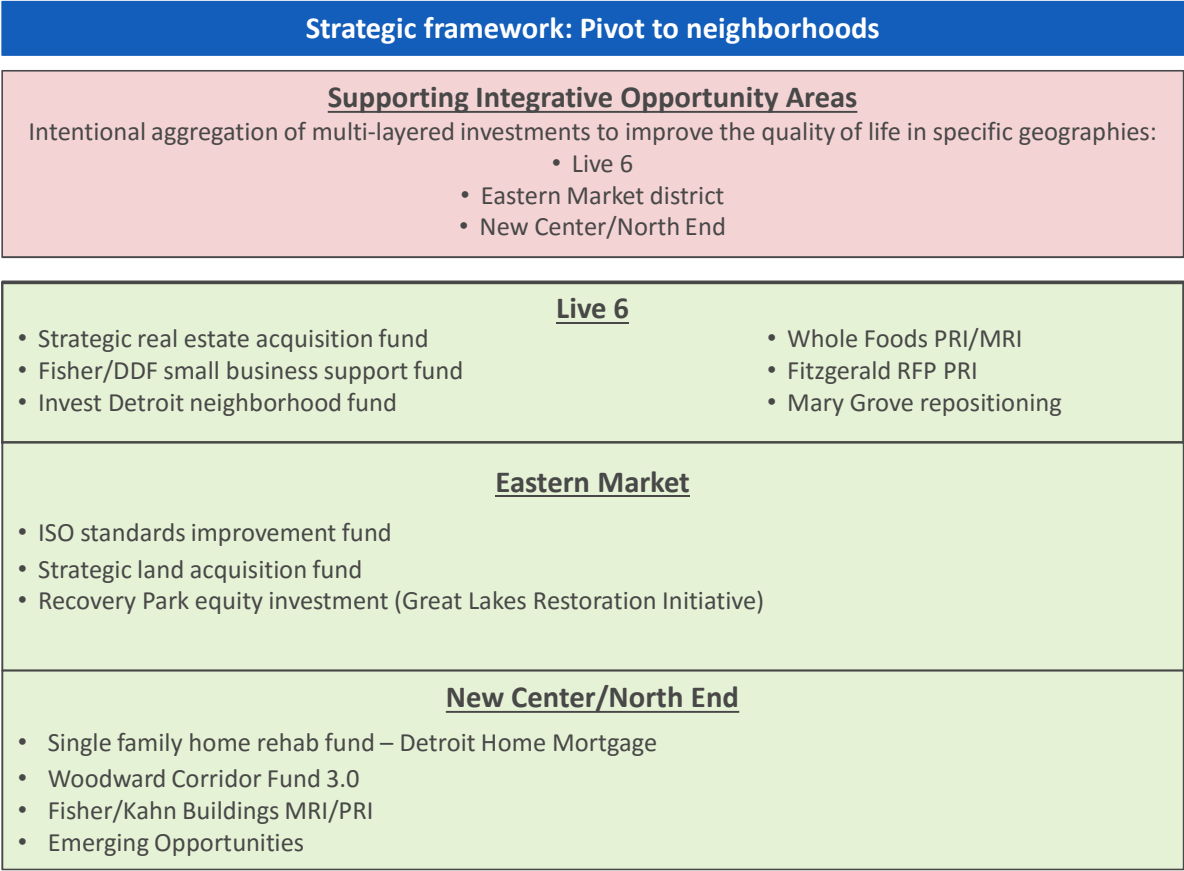 Strategic framework: Pivot to neighborhoods
Supporting Integrative Opportunity Areas
Intentional aggregation of multi-layered investments to improve the quality of life in specific geographies:
• Live 6
• Eastern Market district
• New Center/North End
Live 6
• Strategic real estate acquisition fund
• Fisher/DDF small business support fund
• Invest Detroit neighborhood fund
• Whole Foods PRI/MRI
• Fitzgerald RFP PRI
• Mary Grove repositioning
Eastern Market
• ISO standards improvement fund
• Strategic land acquisition fund
• Recovery Park equity investment (Great Lakes Restoration Initiative)
New Center/North End
• Single family home rehab fund – Detroit Home Mortgage
• Woodward Corridor Fund 3.0
• Fisher/Kahn Buildings MRI/PRI
• Emerging Opportunities